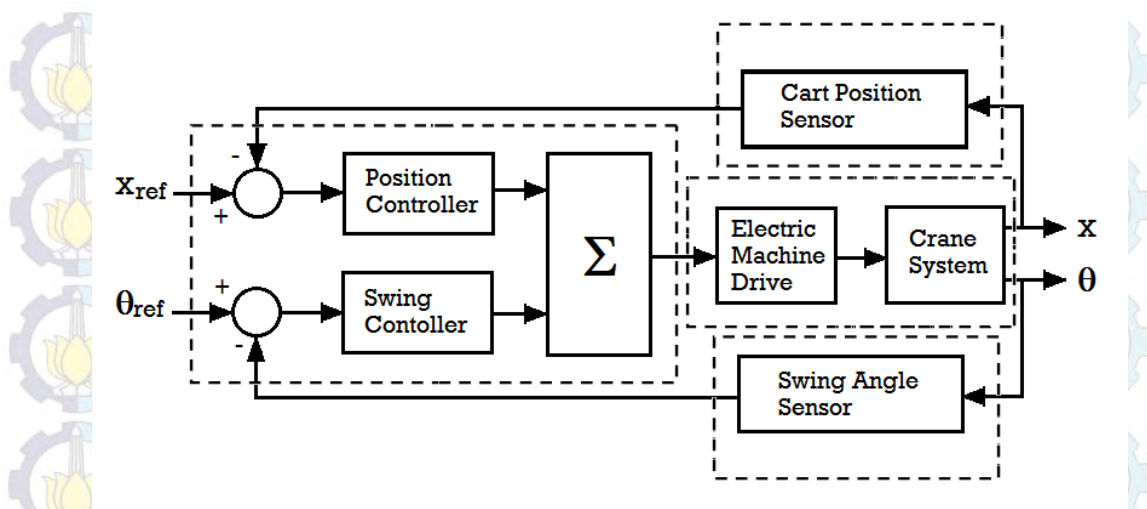 Cart Position
Sensor
-
x_ref
+
Position
Controller
Σ
Electric
Machine
Drive
Crane
System
x
θ
θ_ref
+
-
Swing
Contoller
Swing Angle
Sensor